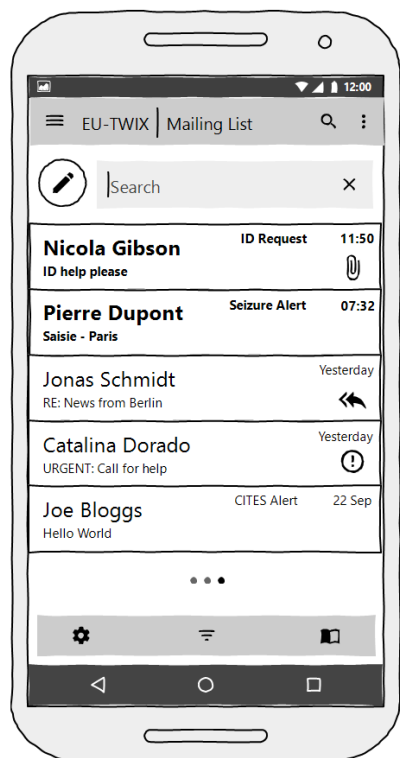 12:00
EU-TWIX | Mailing List
Search
Nicola Gibson ID Request 11:50
ID help please
Pierre Dupont Seizure Alert 07:32
Saisie - Paris
Jonas Schmidt Yesterday
RE: News from Berlin
Catalina Dorado Yesterday
URGENT: Call for help
Joe Bloggs CITES Alert 22 Sep
Hello World